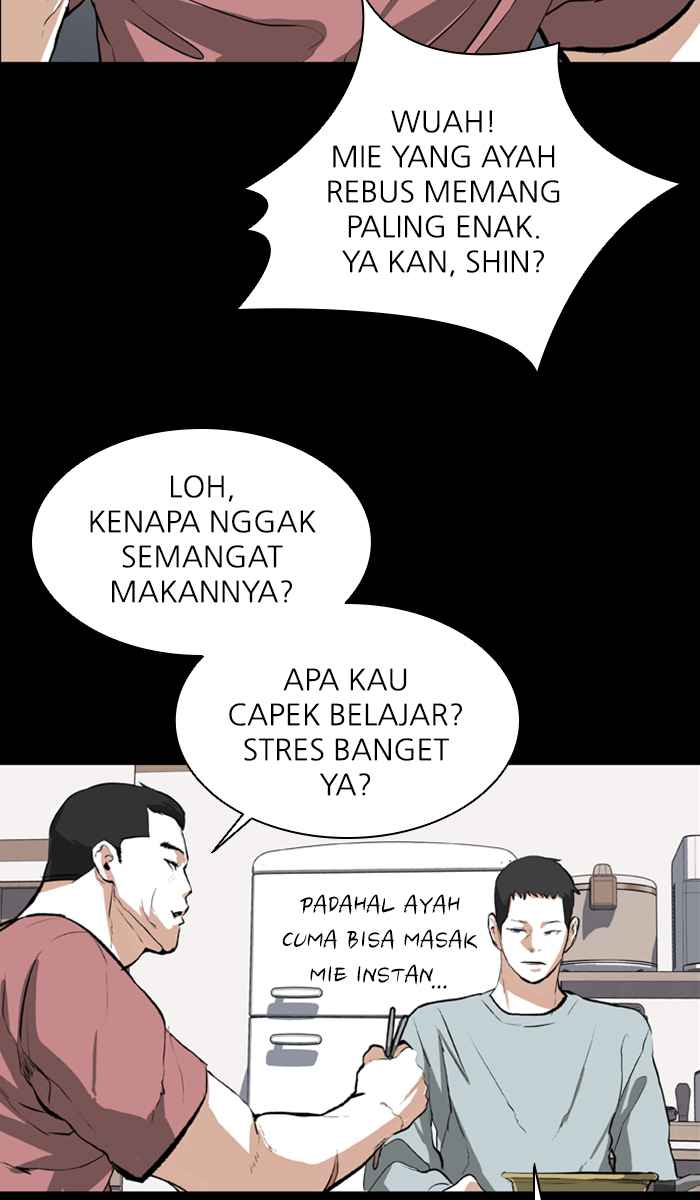 WUAH!
MIE YANG AYAH
REBUS MEMANG
PALING ENAK.
YA KAN, SHIN?
LOH,
KENAPA NGGAK
SEMANGAT
MAKANNYA?
APA KAU
CAPEK BELAJAR?
STRES BANGET
YA?
PADAHAL AYAH
CUMA BISA MASAK
MIE INSTAN...